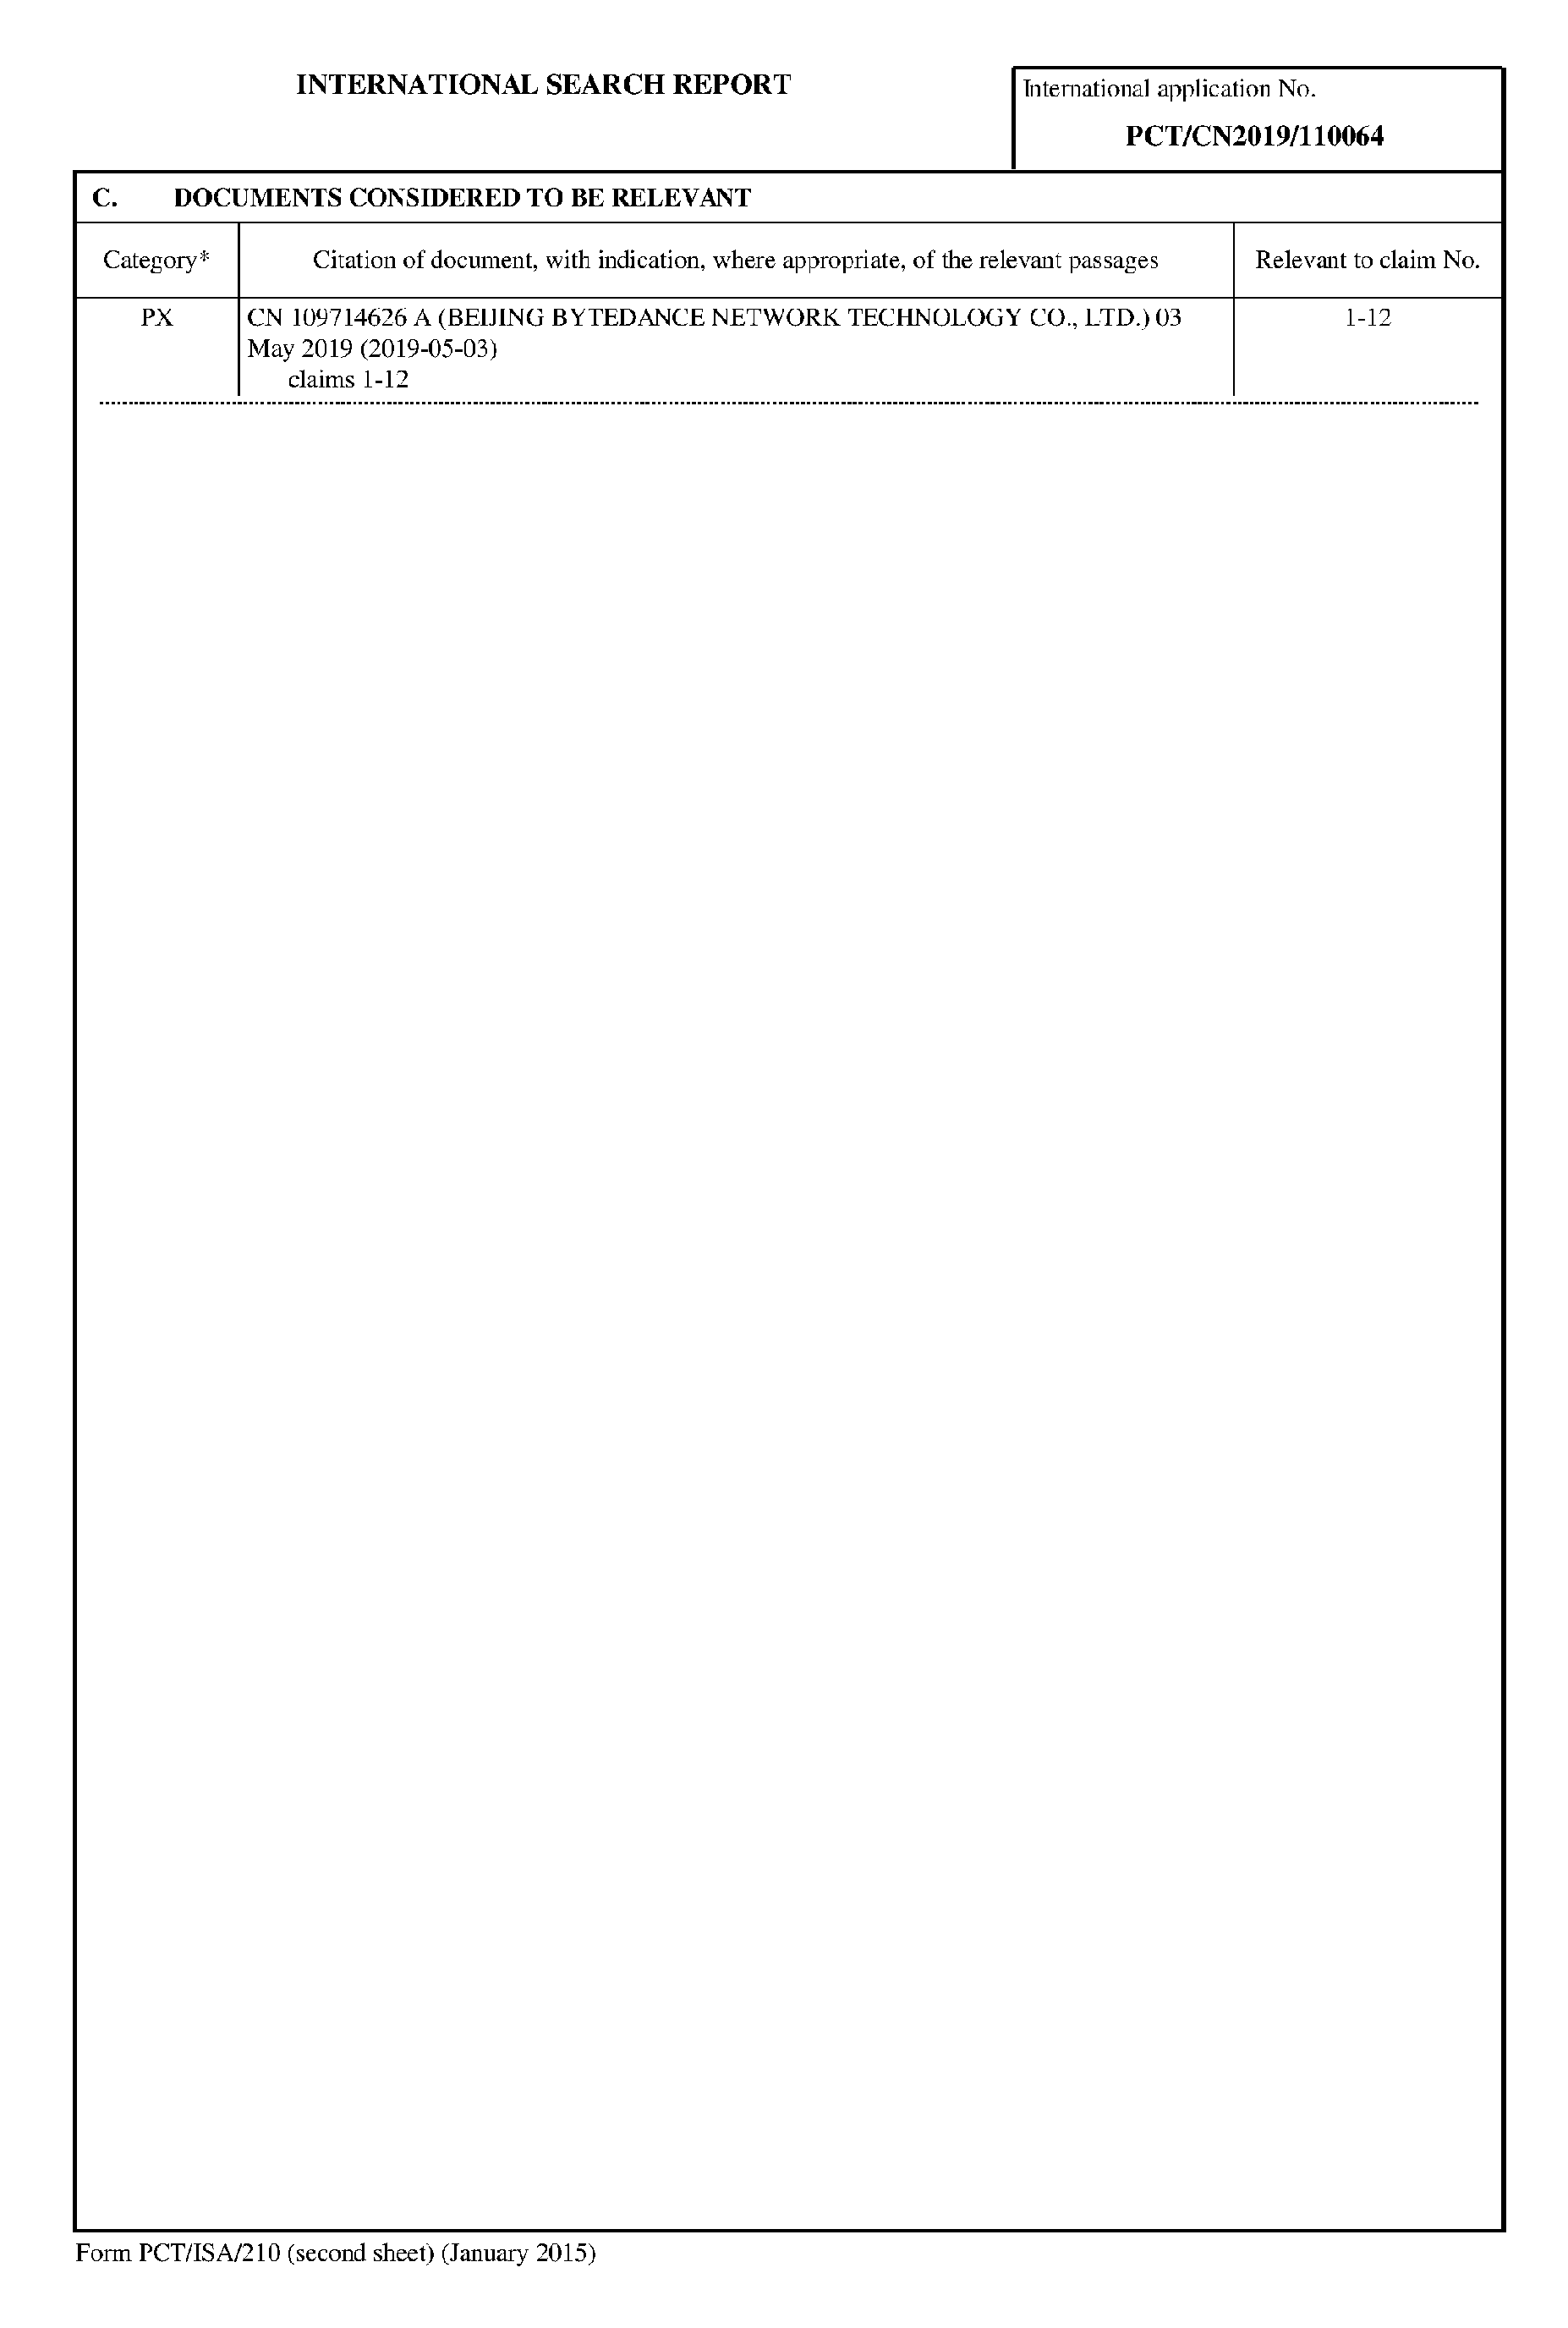 INTERNATIONAL SEARCH REPORT
International application No.
PCT/CN2019/110064
C. DOCUMENTS CONSIDERED TO BE RELEVANT
Category* Citation of document, with indication, where appropriate, of the relevant passages Relevant to claim No.
PX CN 109714626 A (BEIJING BYTEDANCE NETWORK TECHNOLOGY CO., LTD.) 03 1-12
May 2019 (2019-05-03)
claims 1-12
Form PCT/ISA/210 (second sheet) (January 2015)